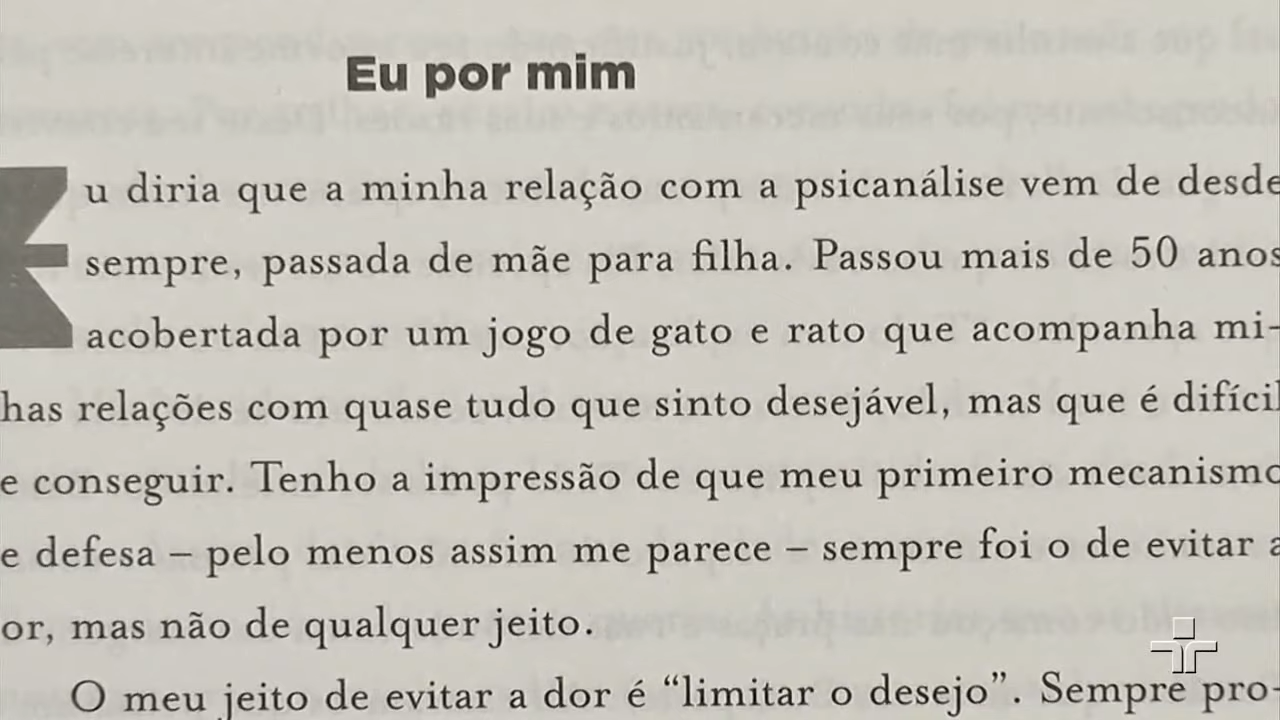 Eu por mim
Eu diria que a minha relação com a psicanálise vem de desde
sempre, passada de mãe para filha. Passou mais de 50 anos
acobertada por um jogo de gato e rato que acompanha mi-
has relações com quase tudo que sinto desejável, mas que é difícil
e conseguir. Tenho a impressão de que meu primeiro mecanismo
e defesa – pelo menos assim me parece – sempre foi o de evitar a
or, mas não de qualquer jeito.
O meu jeito de evitar a dor é “limitar o desejo”. Sempre pro-